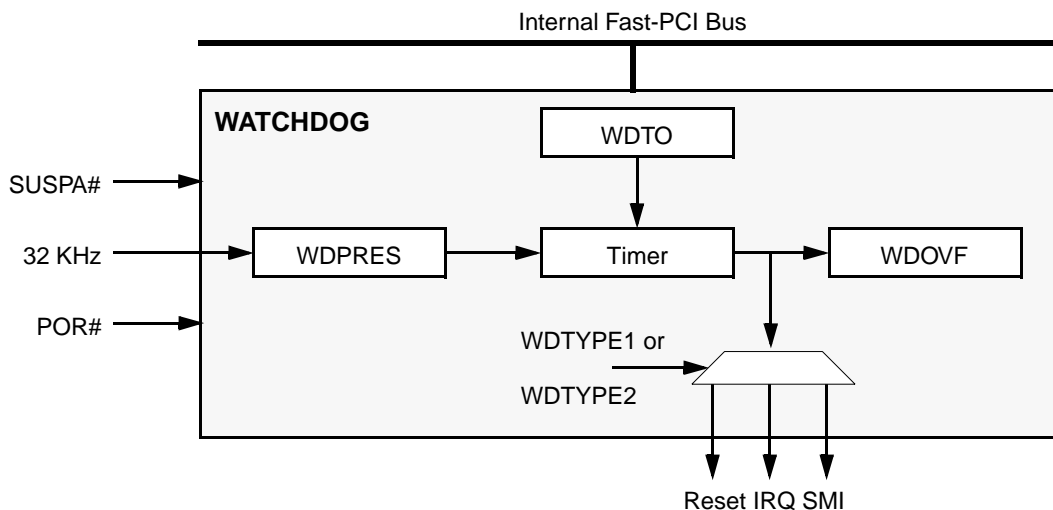 Internal Fast-PCI Bus
WATCHDOG
WDTO
SUSPA#
32 KHz
WDPRES
Timer
WDOVF
POR#
WDTYPE1 or
WDTYPE2
Reset IRQ SMI